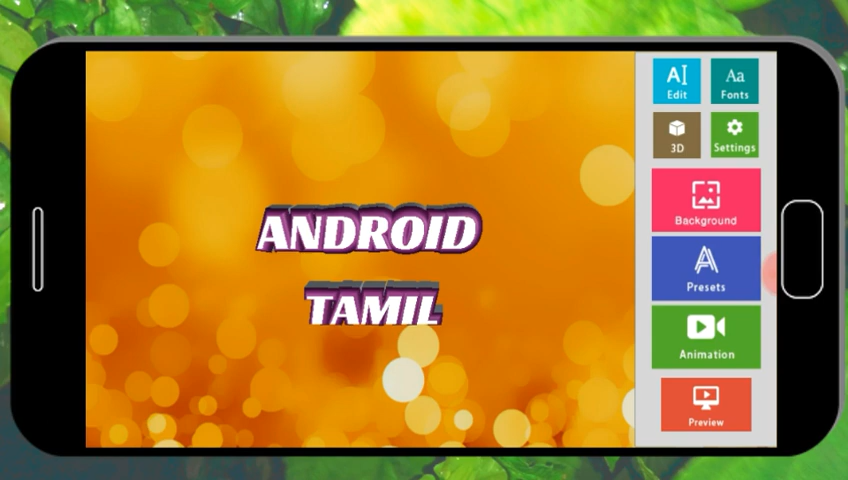 ANDROID
TAMIL
Edit
Fonts
3D
Settings
Background
Presets
Animation
Preview